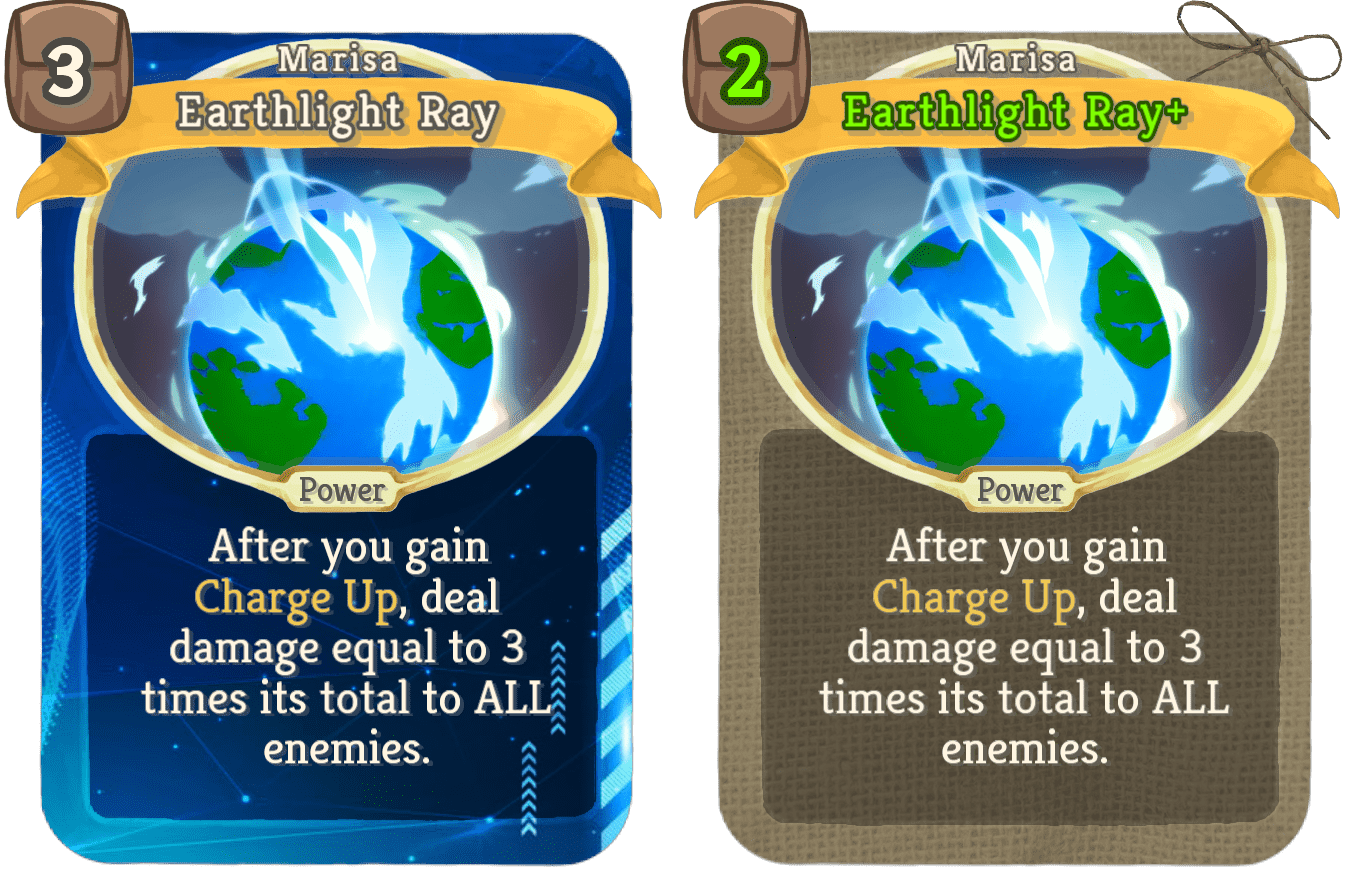 3
Marisa
Earthlight Ray
Power
After you gain
Charge Up, deal
damage equal to 3
times its total to ALL
enemies.
2
Marisa
Earthlight Ray+
Power
After you gain
Charge Up, deal
damage equal to 3
times its total to ALL
enemies.